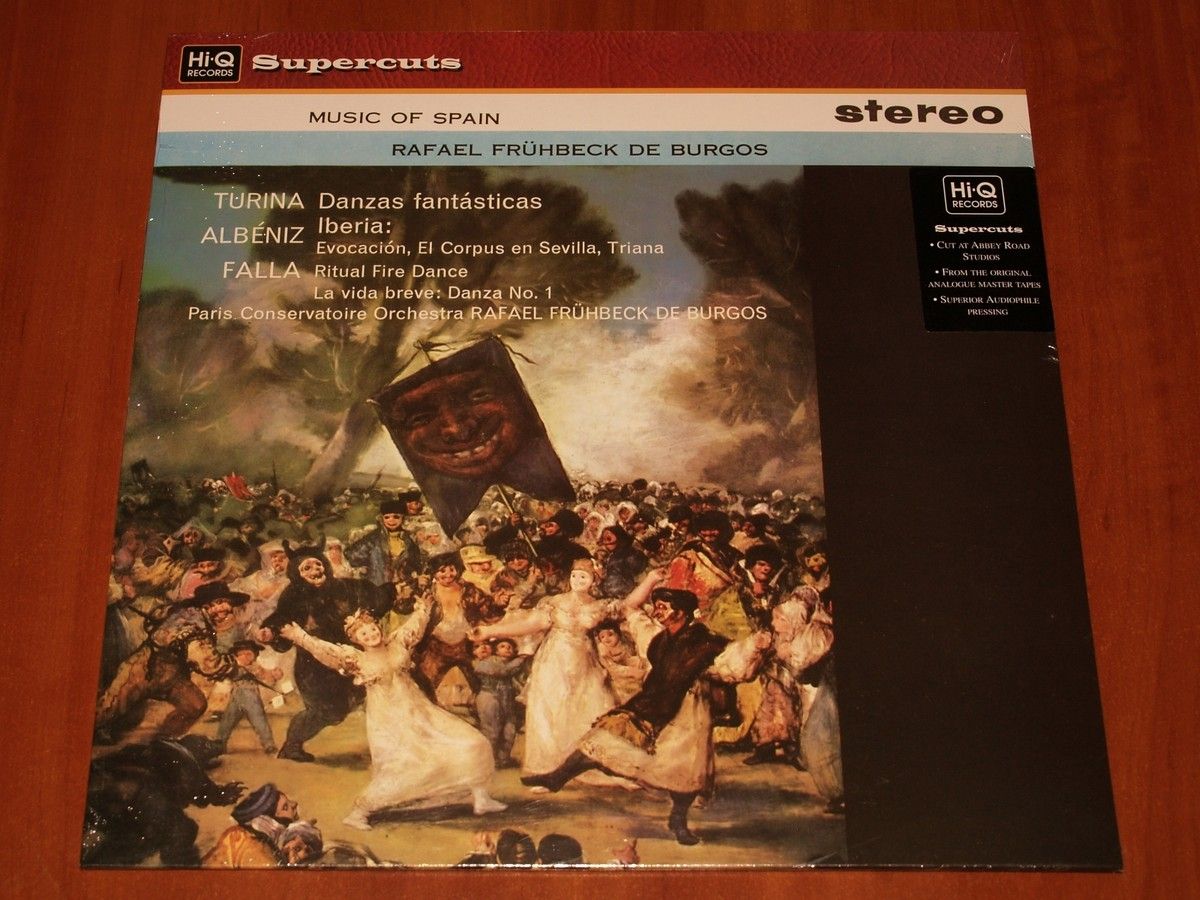 Hi·Q
RECORDS
Supercuts
MUSIC OF SPAIN
stereo
RAFAEL FRÜHBECK DE BURGOS
TURINA Danzas fantásticas
ALBÉNIZ Iberia:
Evocación, El Corpus en Sevilla, Triana
FALLA Ritual Fire Dance
La vida breve: Danza No. 1
Paris Conservatoire Orchestra RAFAEL FRÜHBECK DE BURGOS
Hi·Q
RECORDS
Supercuts
• CUT AT ABBEY ROAD
STUDIOS
• FROM THE ORIGINAL
ANALOGUE MASTER TAPES
• SUPERIOR AUDIOPHILE
PRESSING